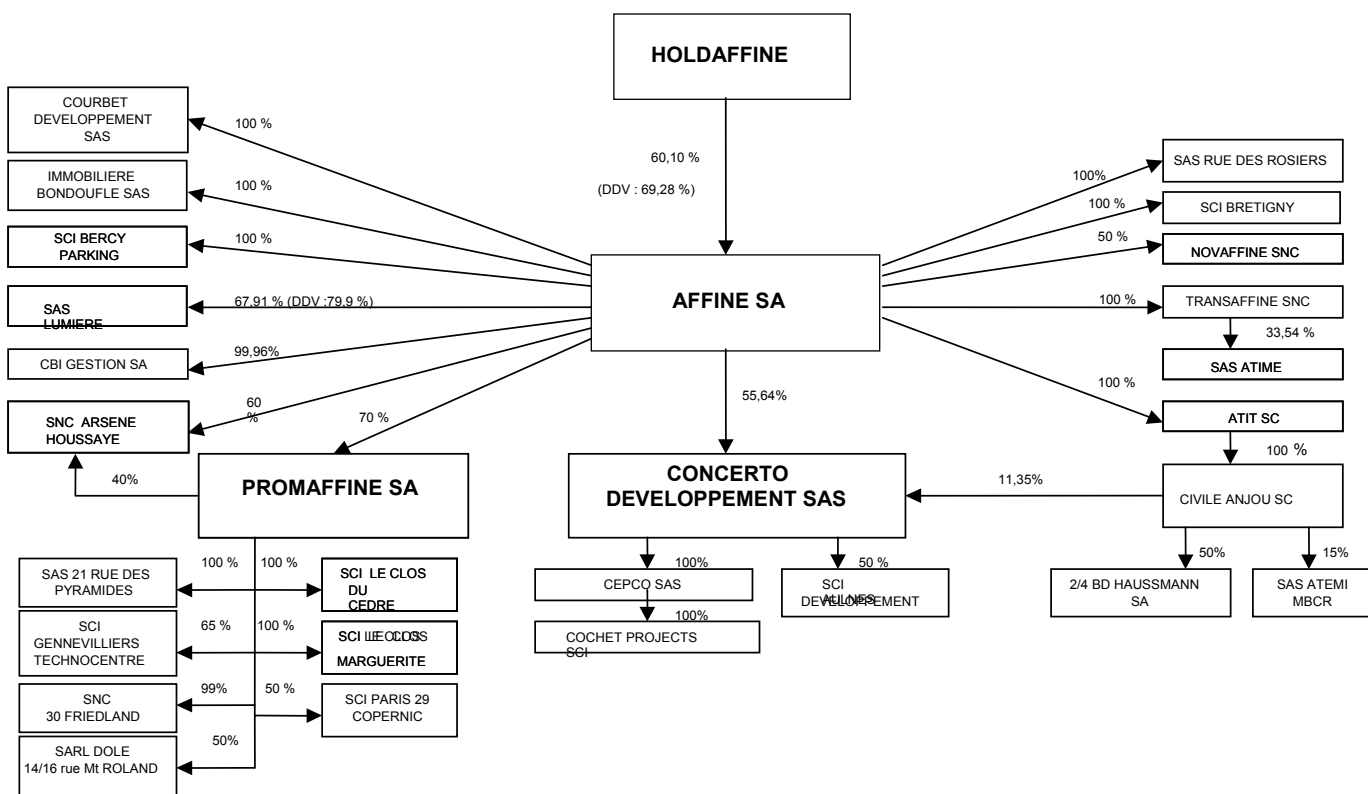 HOLDAFFINE
COURBET
DEVELOPPEMENT
SAS
100 %
60,10 %
(DDV : 69,28 %)
IMMOBILIERE
BONDOUFLE SAS
100 %
SCI BERCY
PARKING
100 %
SAS
LUMIERE
67,91 % (DDV :79,9 %)
CBI GESTION SA
99,96%
SNC ARSENE
HOUSSAYE
60
%
AFFINE SA
100%
SAS RUE DES ROSIERS
100 %
SCI BRETIGNY
50 %
NOVAFFINE SNC
100 %
TRANSAFFINE SNC
33,54 %
SAS ATIME
100 %
ATIT SC
100 %
CIVILE ANJOU SC
70 %
55,64%
40%
PROMAFFINE SA
CONCERTO
DEVELOPPEMENT SAS
11,35%
100 %
100 %
SAS 21 RUE DES
PYRAMIDES
SCI LE CLOS
DU
CEDRE
65 %
100 %
SCI
GENNEVILLIERS
TECHNOCENTRE
SCI LE CLOS
MARGUERITE
99%
50 %
SNC
30 FRIEDLAND
SCI PARIS 29
COPERNIC
50%
SARL DOLE
14/16 rue Mt ROLAND
100%
CEPCO SAS
100%
COCHET PROJECTS
SCI
50 %
SCI
AULNES
DEVELOPPEMENT
50%
2/4 BD HAUSSMANN
SA
15%
SAS ATEMI
MBCR